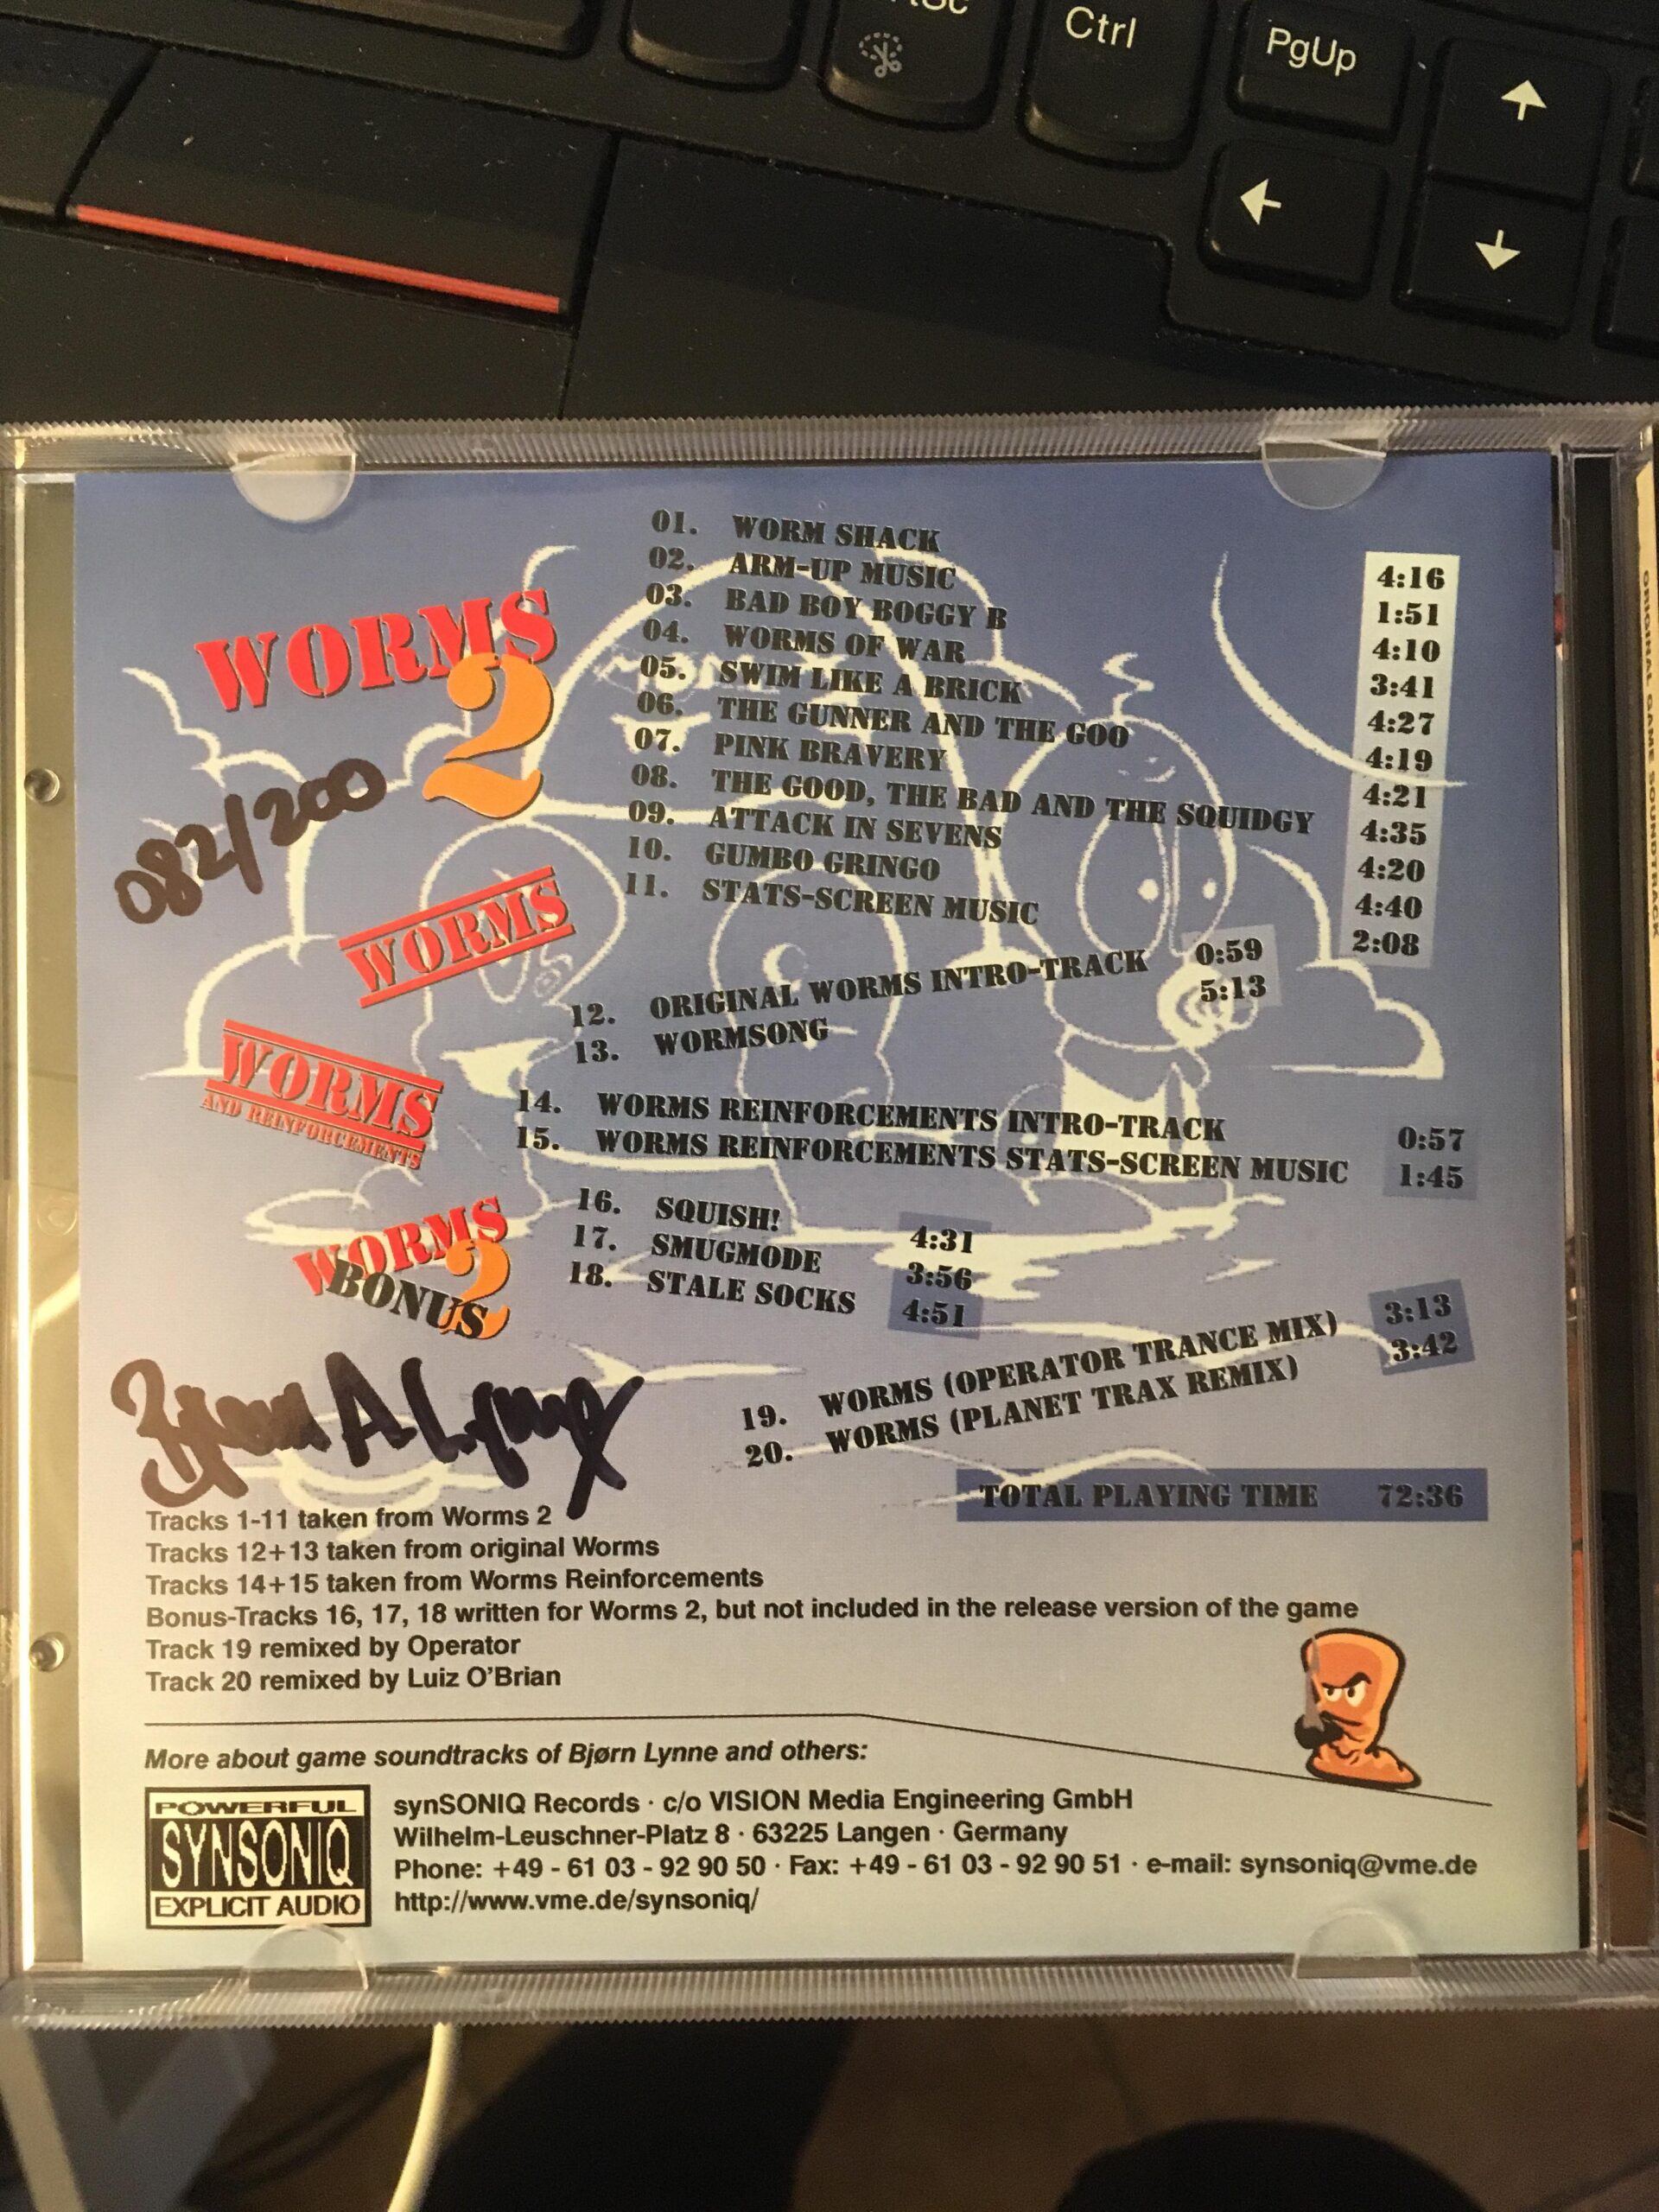 Ctrl
PgUp
WORMS
2
082/200
01. WORM SHACK 4:16
02. ARM-UP MUSIC 1:51
03. BAD BOY BOGGY B 4:10
04. WORMS OF WAR 3:41
05. SWIM LIKE A BRICK 4:27
06. THE GUNNER AND THE GOO 4:19
07. PINK BRAVERY 4:21
08. THE GOOD, THE BAD AND THE SQUIDGY 4:35
09. ATTACK IN SEVENS 4:20
10. GUMBO GRINGO 4:40
11. STATS-SCREEN MUSIC 2:08
WORMS
12. ORIGINAL WORMS INTRO-TRACK 0:59
13. WORMSONG 5:13
WORMS
AND REINFORCEMENTS
14. WORMS REINFORCEMENTS INTRO-TRACK 0:57
15. WORMS REINFORCEMENTS STATS-SCREEN MUSIC 1:45
WORMS
2
BONUS
16. SQUISH! 4:31
17. SMUGMODE 3:56
18. STALE SOCKS 4:51
19. WORMS (OPERATOR TRANCE MIX) 3:13
20. WORMS (PLANET TRAX REMIX) 3:42
Bjørn A Lynne
TOTAL PLAYING TIME 72:36
Tracks 1-11 taken from Worms 2
Tracks 12+13 taken from original Worms
Tracks 14+15 taken from Worms Reinforcements
Bonus-Tracks 16, 17, 18 written for Worms 2, but not included in the release version of the game
Track 19 remixed by Operator
Track 20 remixed by Luiz O'Brian
More about game soundtracks of Bjørn Lynne and others:
POWERFUL
SYNSONIQ
EXPLICIT AUDIO
synSONIQ Records · c/o VISION Media Engineering GmbH
Wilhelm-Leuschner-Platz 8 · 63225 Langen · Germany
Phone: +49 - 61 03 - 92 90 50 · Fax: +49 - 61 03 - 92 90 51 · e-mail: synsoniq@vme.de
http://www.vme.de/synsoniq/
ORIGINAL GAME SOUNDTRACK